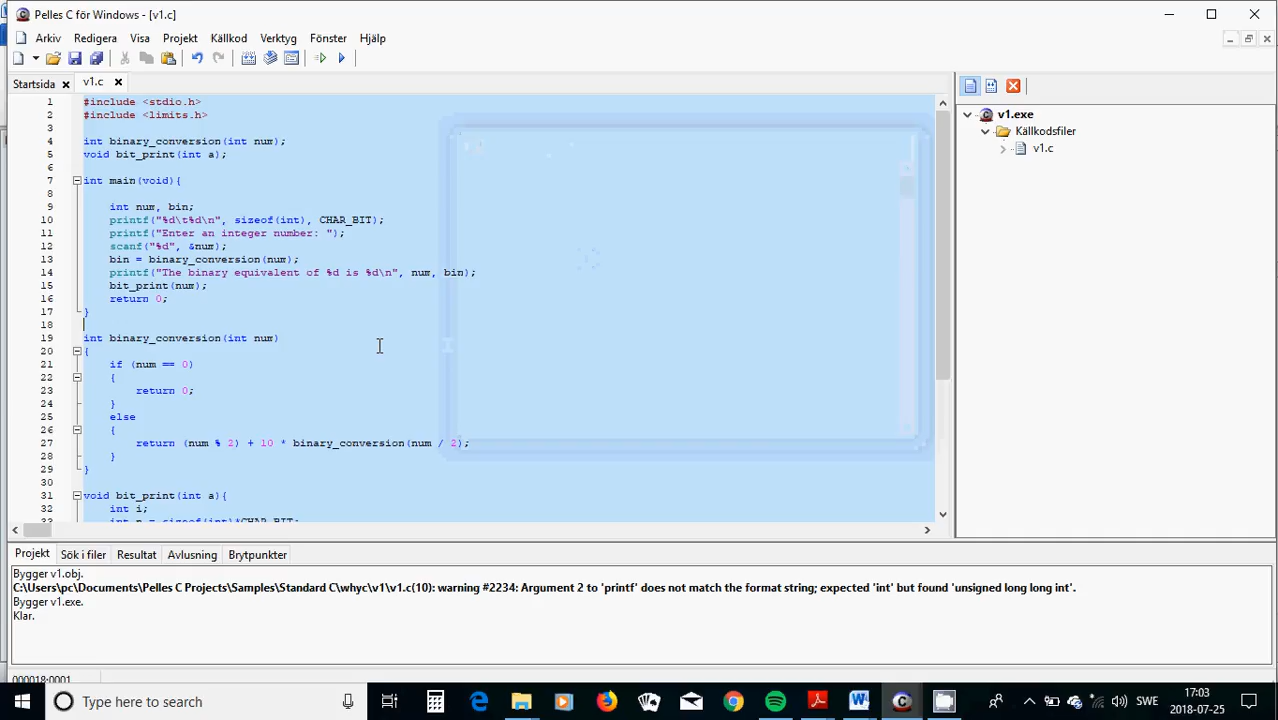 Pelles C för Windows - [v1.c]
Arkiv Redigera Visa Projekt Källkod Verktyg Fönster Hjälp
Startsida v1.c
1 #include <stdio.h>
2 #include <limits.h>
3
4 int binary_conversion(int num);
5 void bit_print(int a);
6
7 int main(void){
8
9 int num, bin;
10 printf("%d\t%d\n", sizeof(int), CHAR_BIT);
11 printf("Enter an integer number: ");
12 scanf("%d", &num);
13 bin = binary_conversion(num);
14 printf("The binary equivalent of %d is %d\n", num, bin);
15 bit_print(num);
16 return 0;
17 }
18
19 int binary_conversion(int num)
20 {
21 if (num == 0)
22 {
23 return 0;
24 }
25 else
26 {
27 return (num % 2) + 10 * binary_conversion(num / 2);
28 }
29 }
30
31 void bit_print(int a){
32 int i;
33 int n = sizeof(int)*CHAR_BIT;
v1.exe
Källkodsfiler
v1.c
Projekt Sök i filer Resultat Avlusning Brytpunkter
Bygger v1.obj.
C:\Users\pc\Documents\Pelles C Projects\Samples\Standard C\whyc\v1\v1.c(10): warning #2234: Argument 2 to 'printf' does not match the format string; expected 'int' but found 'unsigned long long int'.
Bygger v1.exe.
Klar.
000018:0001
Type here to search
SWE
17:03
2018-07-25